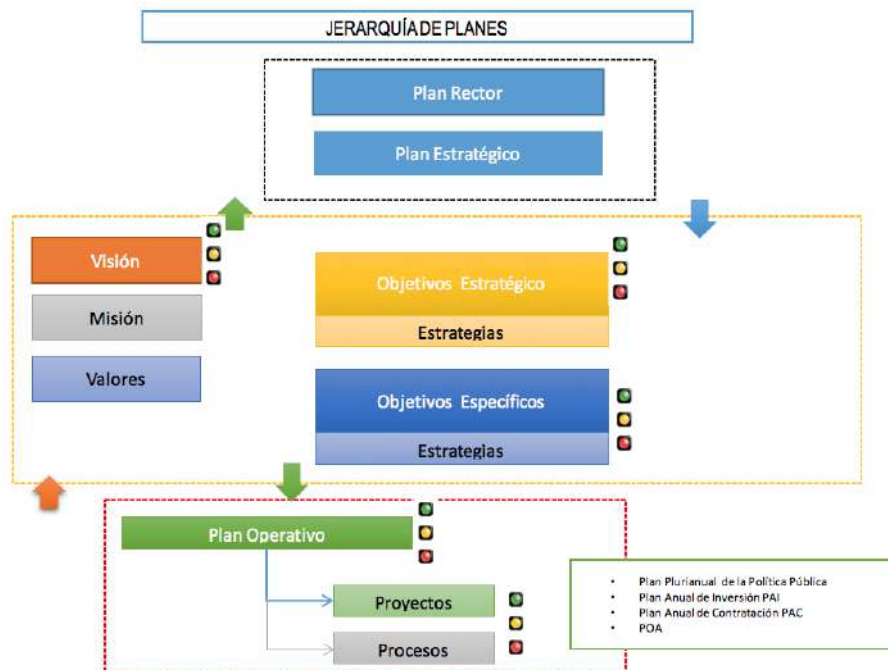 JERARQUÍA DE PLANES
Plan Rector
Plan Estratégico
Visión
Misión
Valores
Objetivos Estratégico
Estrategias
Objetivos Específicos
Estrategias
Plan Operativo
Proyectos
Procesos
• Plan Plurianual de la Política Pública
• Plan Anual de Inversión PAI
• Plan Anual de Contratación PAC
• POA